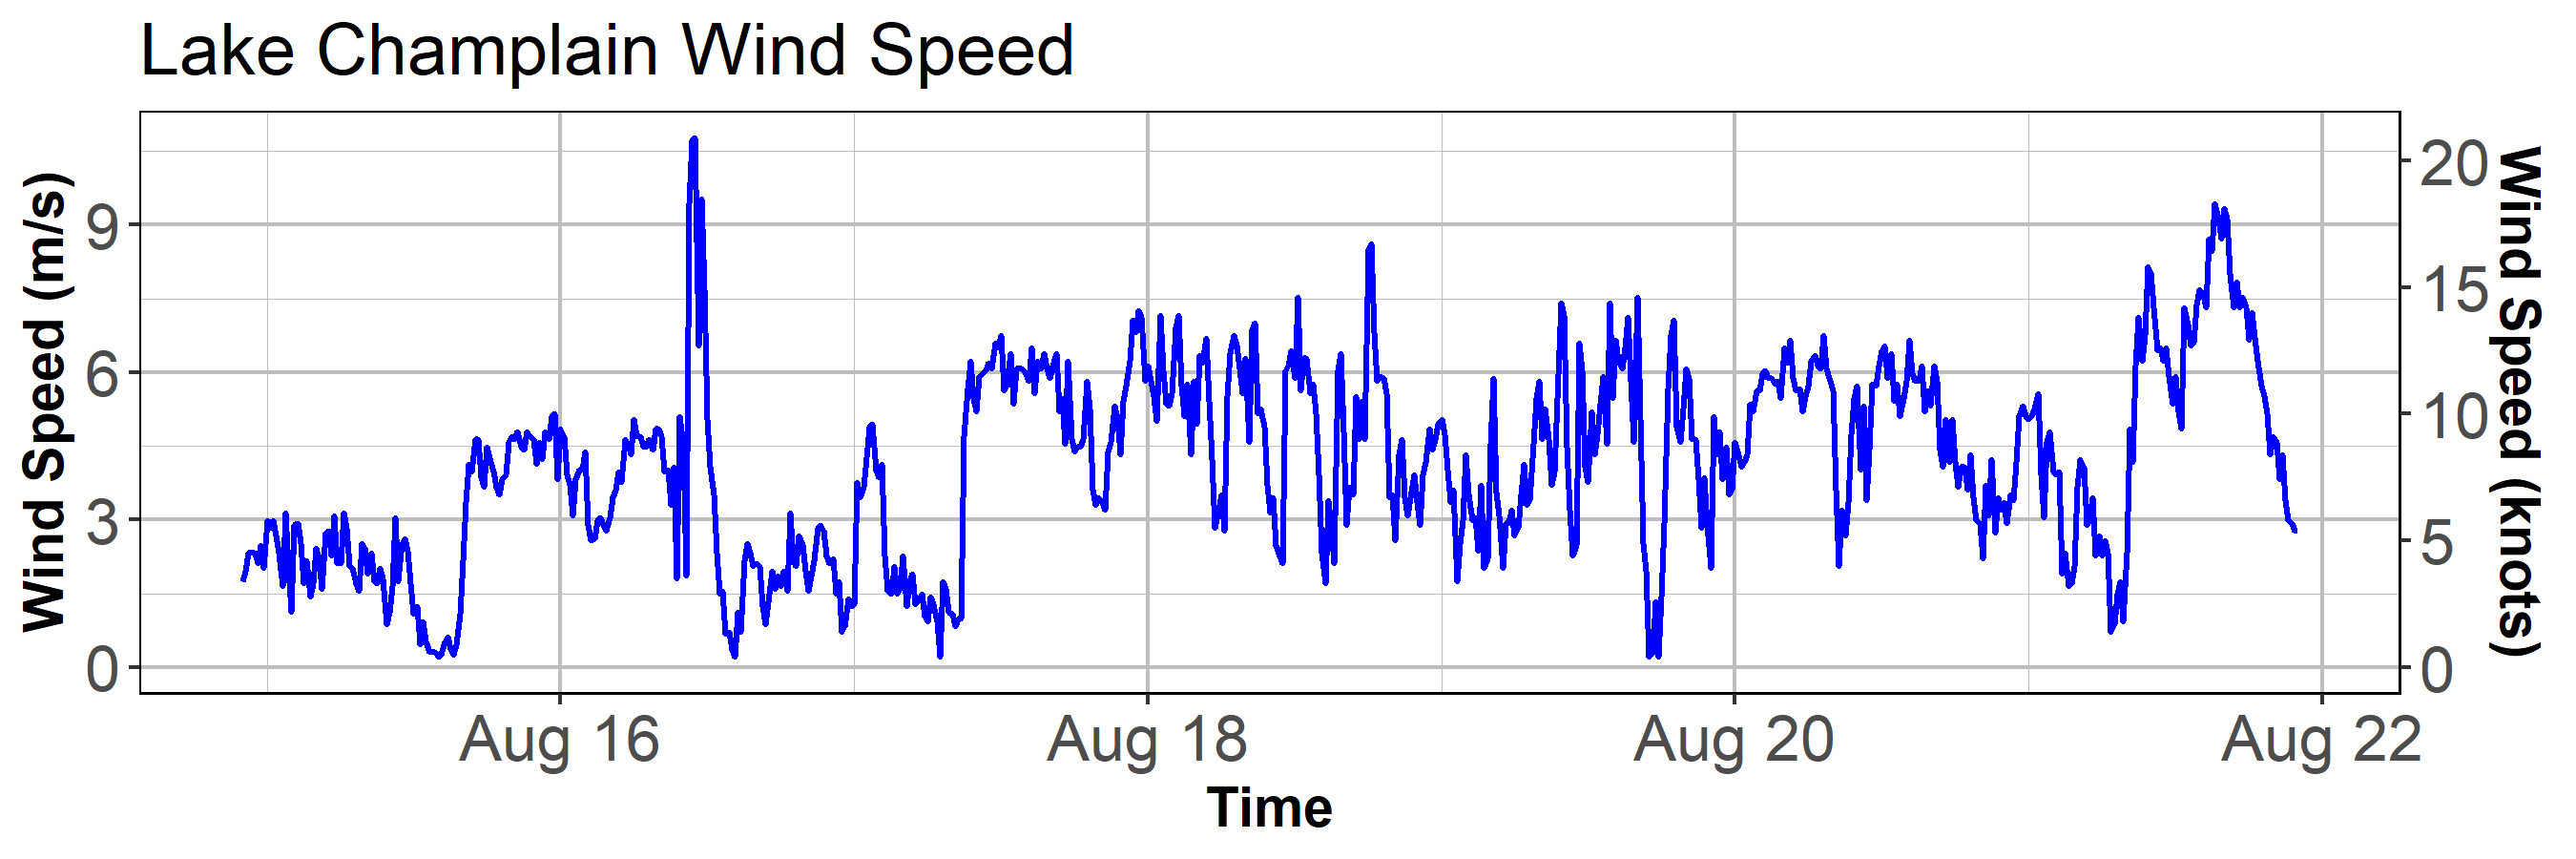 Lake Champlain Wind Speed
Wind Speed (m/s)
9
6
3
0
20
15
10
5
0
Wind Speed (knots)
Aug 16 Aug 18 Aug 20 Aug 22
Time